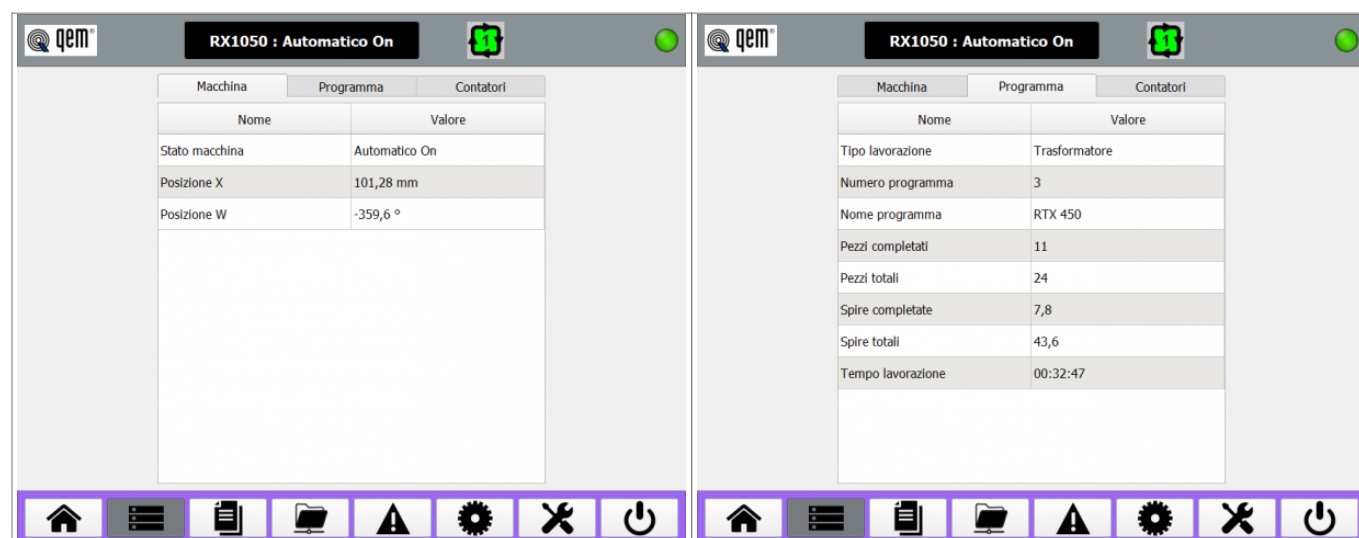 qem®
RX1050 : Automatico On
1
Macchina Programma Contatori
Nome Valore
Stato macchina Automatico On
Posizione X 101,28 mm
Posizione W -359,6 °
qem®
RX1050 : Automatico On
1
Macchina Programma Contatori
Nome Valore
Tipo lavorazione Trasformatore
Numero programma 3
Nome programma RTX 450
Pezzi completati 11
Pezzi totali 24
Spire completate 7,8
Spire totali 43,6
Tempo lavorazione 00:32:47